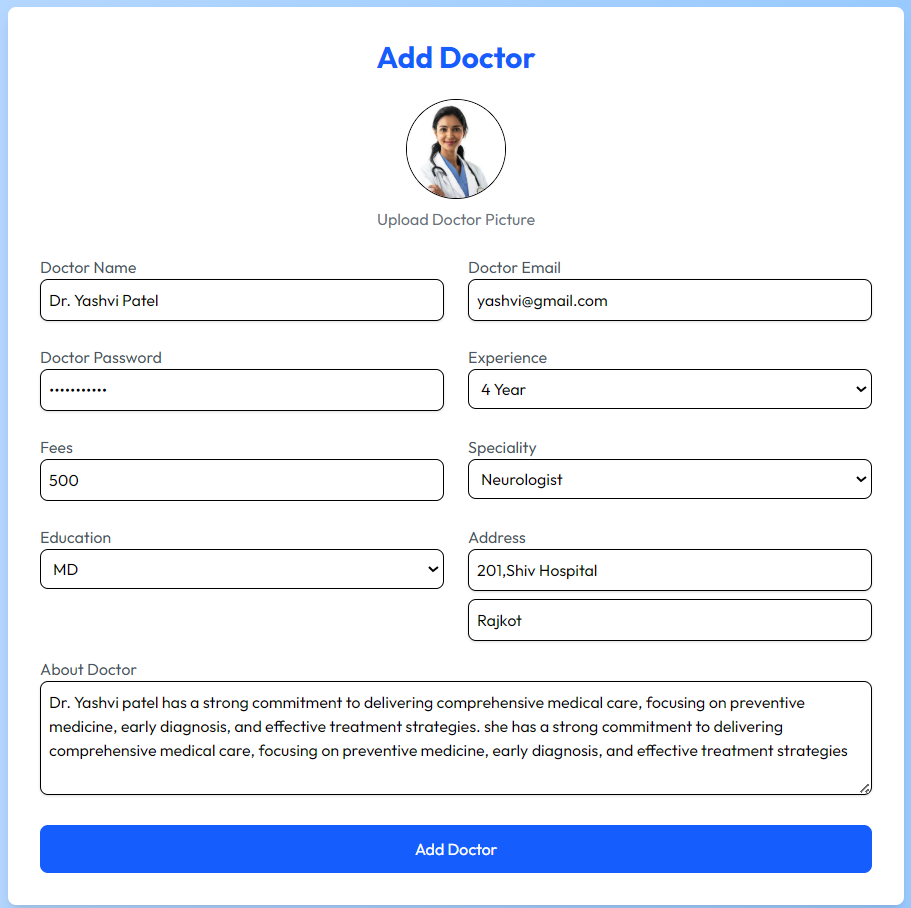 Add Doctor
Upload Doctor Picture
Doctor Name
Dr. Yashvi Patel
Doctor Email
yashvi@gmail.com
Doctor Password
•••••••••••
Experience
4 Year
Fees
500
Speciality
Neurologist
Education
MD
Address
201,Shiv Hospital
Rajkot
About Doctor
Dr. Yashvi patel has a strong commitment to delivering comprehensive medical care, focusing on preventive
medicine, early diagnosis, and effective treatment strategies. she has a strong commitment to delivering
comprehensive medical care, focusing on preventive medicine, early diagnosis, and effective treatment strategies
Add Doctor